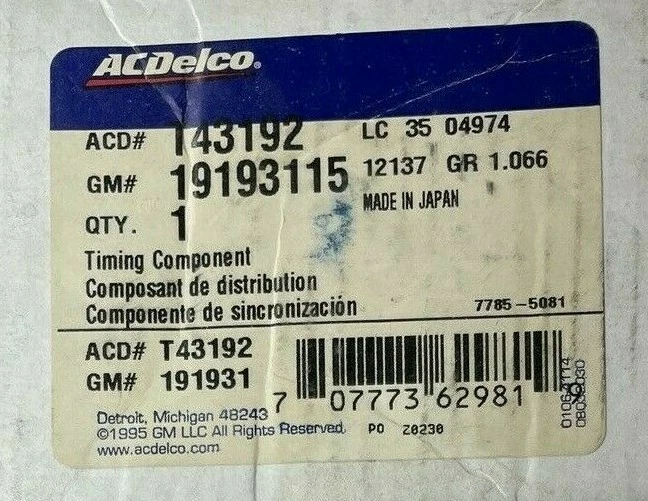 ACDelco®
ACD# T43192 LC 35 04974
GM# 19193115 12137 GR 1.066
QTY. 1 MADE IN JAPAN
Timing Component
Composant de distribution
Componente de sincronización 7785-5081
ACD# T43192
GM# 191931
7 07773 62981
Detroit, Michigan 48243
©1995 GM LLC All Rights Reserved PO Z0230
www.acdelco.com